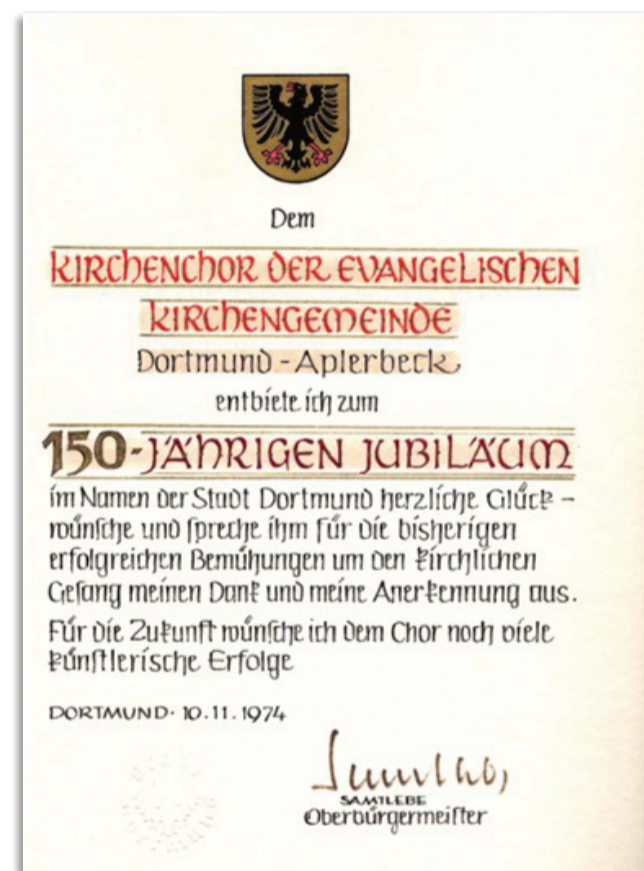 Dem
KIRCHENCHOR DER EVANGELISCHEN
KIRCHENGEMEINDE
Dortmund - Aplerbeck
entbiete ich zum
150-JÄHRIGEN JUBILÄUM
im Namen der Stadt Dortmund herzliche Glück-
wünsche und spreche ihm für die bisherigen
erfolgreichen Bemühungen um den kirchlichen
Gesang meinen Dank und meine Anerkennung aus.
Für die Zukunft wünsche ich dem Chor noch viele
künstlerische Erfolge
DORTMUND · 10.11.1974
Samtlebe
SAMTLEBE
Oberbürgermeister